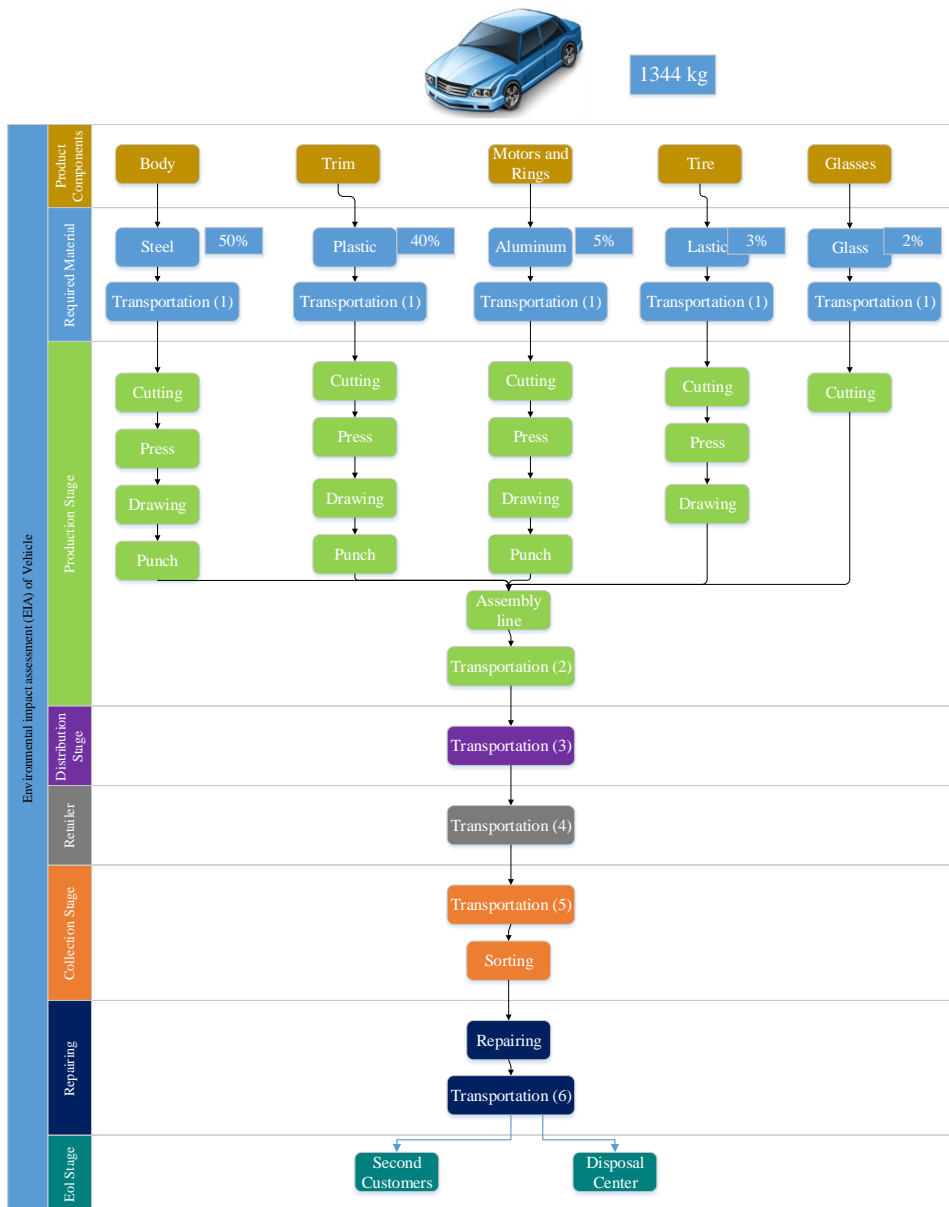 1344 kg
Environmental impact assessment (EIA) of Vehicle
Product
Components
Body
Trim
Motors and
Rings
Tire
Glasses
Required Material
Steel
50%
Plastic
40%
Aluminum
5%
Lastic
3%
Glass
2%
Transportation (1)
Transportation (1)
Transportation (1)
Transportation (1)
Transportation (1)
Production Stage
Cutting
Cutting
Cutting
Cutting
Cutting
Press
Press
Press
Press
Drawing
Drawing
Drawing
Drawing
Punch
Punch
Punch
Assembly
line
Transportation (2)
Distribution
Stage
Transportation (3)
Retailer
Transportation (4)
Collection Stage
Transportation (5)
Sorting
Repairing
Repairing
Transportation (6)
Eol Stage
Second
Customers
Disposal
Center